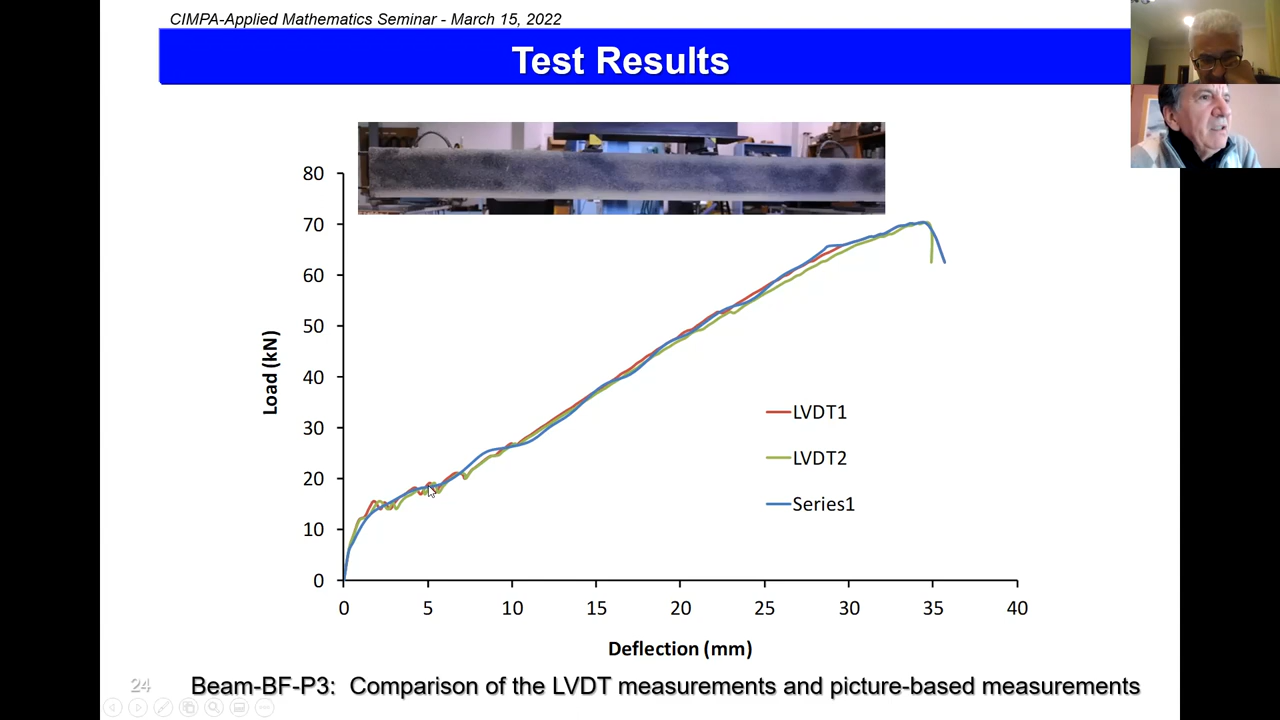 CIMPA-Applied Mathematics Seminar - March 15, 2022
Test Results
80
70
60
50
40
30
20
10
0
Load (kN)
LVDT1
LVDT2
Series1
0 5 10 15 20 25 30 35 40
Deflection (mm)
24
Beam-BF-P3: Comparison of the LVDT measurements and picture-based measurements